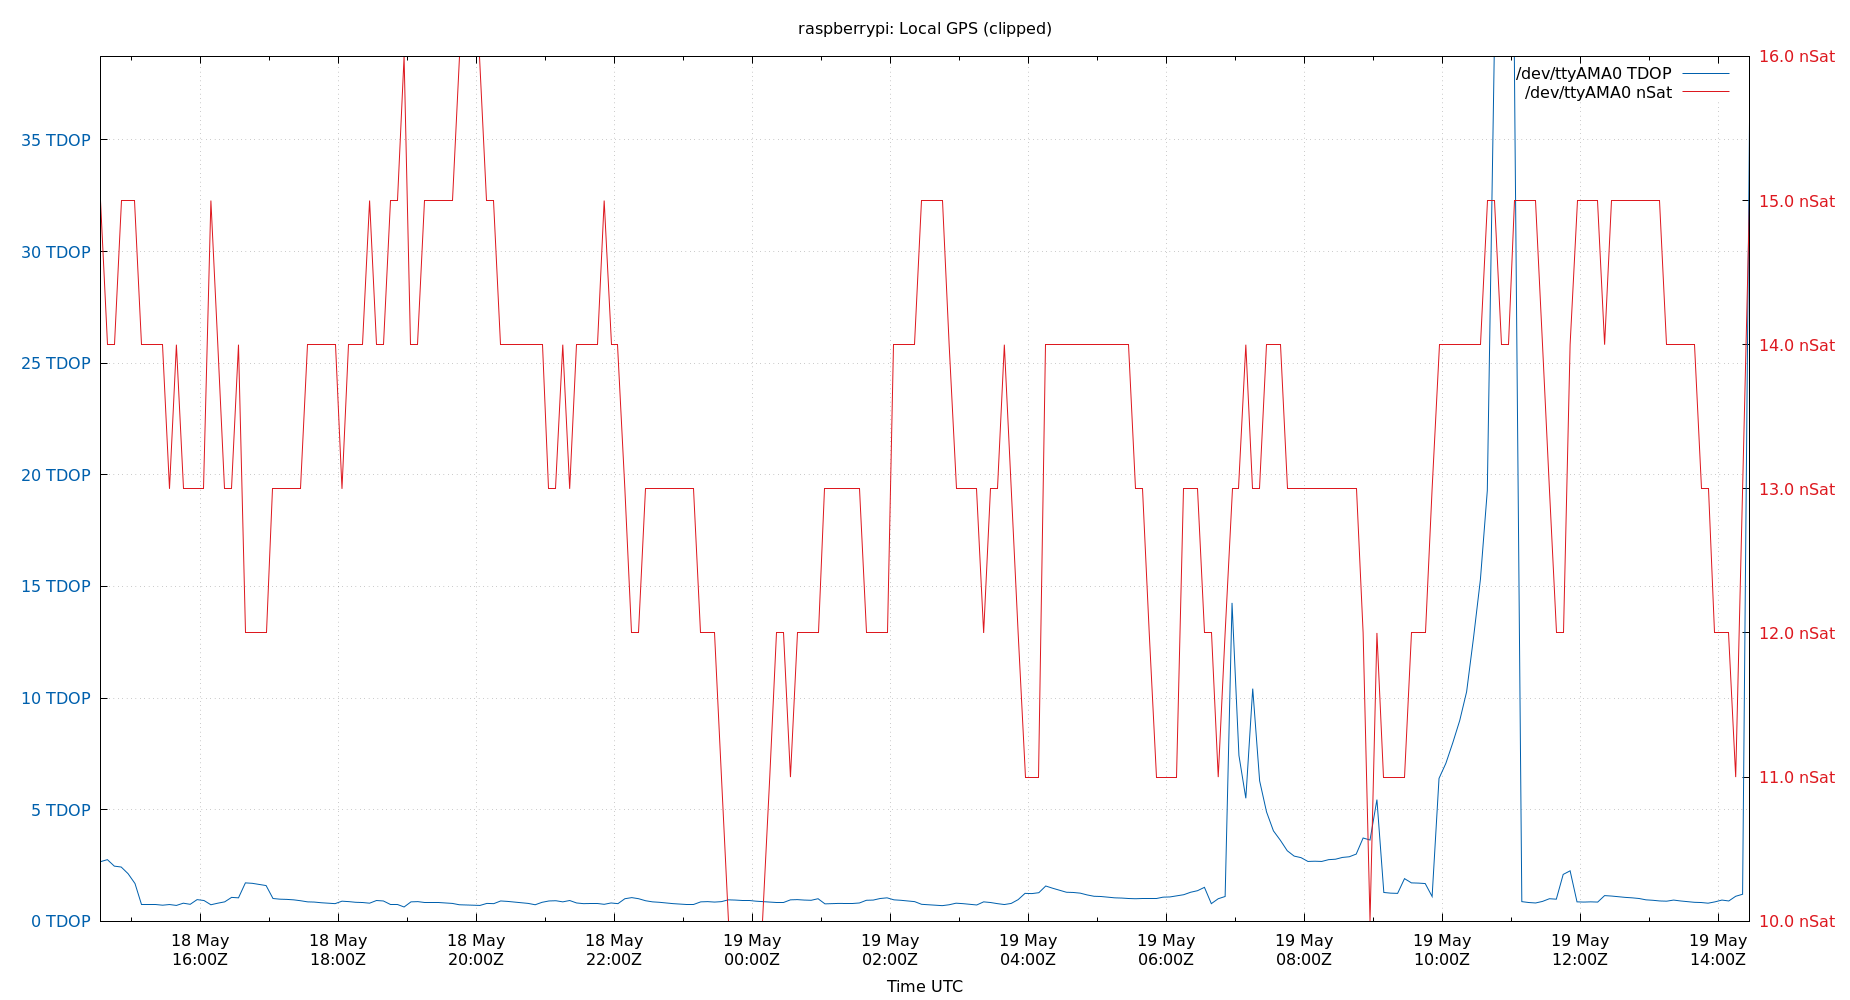 raspberrypi: Local GPS (clipped)
/dev/ttyAMA0 TDOP
/dev/ttyAMA0 nSat
35 TDOP
30 TDOP
25 TDOP
20 TDOP
15 TDOP
10 TDOP
5 TDOP
0 TDOP
16.0 nSat
15.0 nSat
14.0 nSat
13.0 nSat
12.0 nSat
11.0 nSat
10.0 nSat
18 May
16:00Z
18 May
18:00Z
18 May
20:00Z
18 May
22:00Z
19 May
00:00Z
19 May
02:00Z
19 May
04:00Z
19 May
06:00Z
19 May
08:00Z
19 May
10:00Z
19 May
12:00Z
19 May
14:00Z
Time UTC